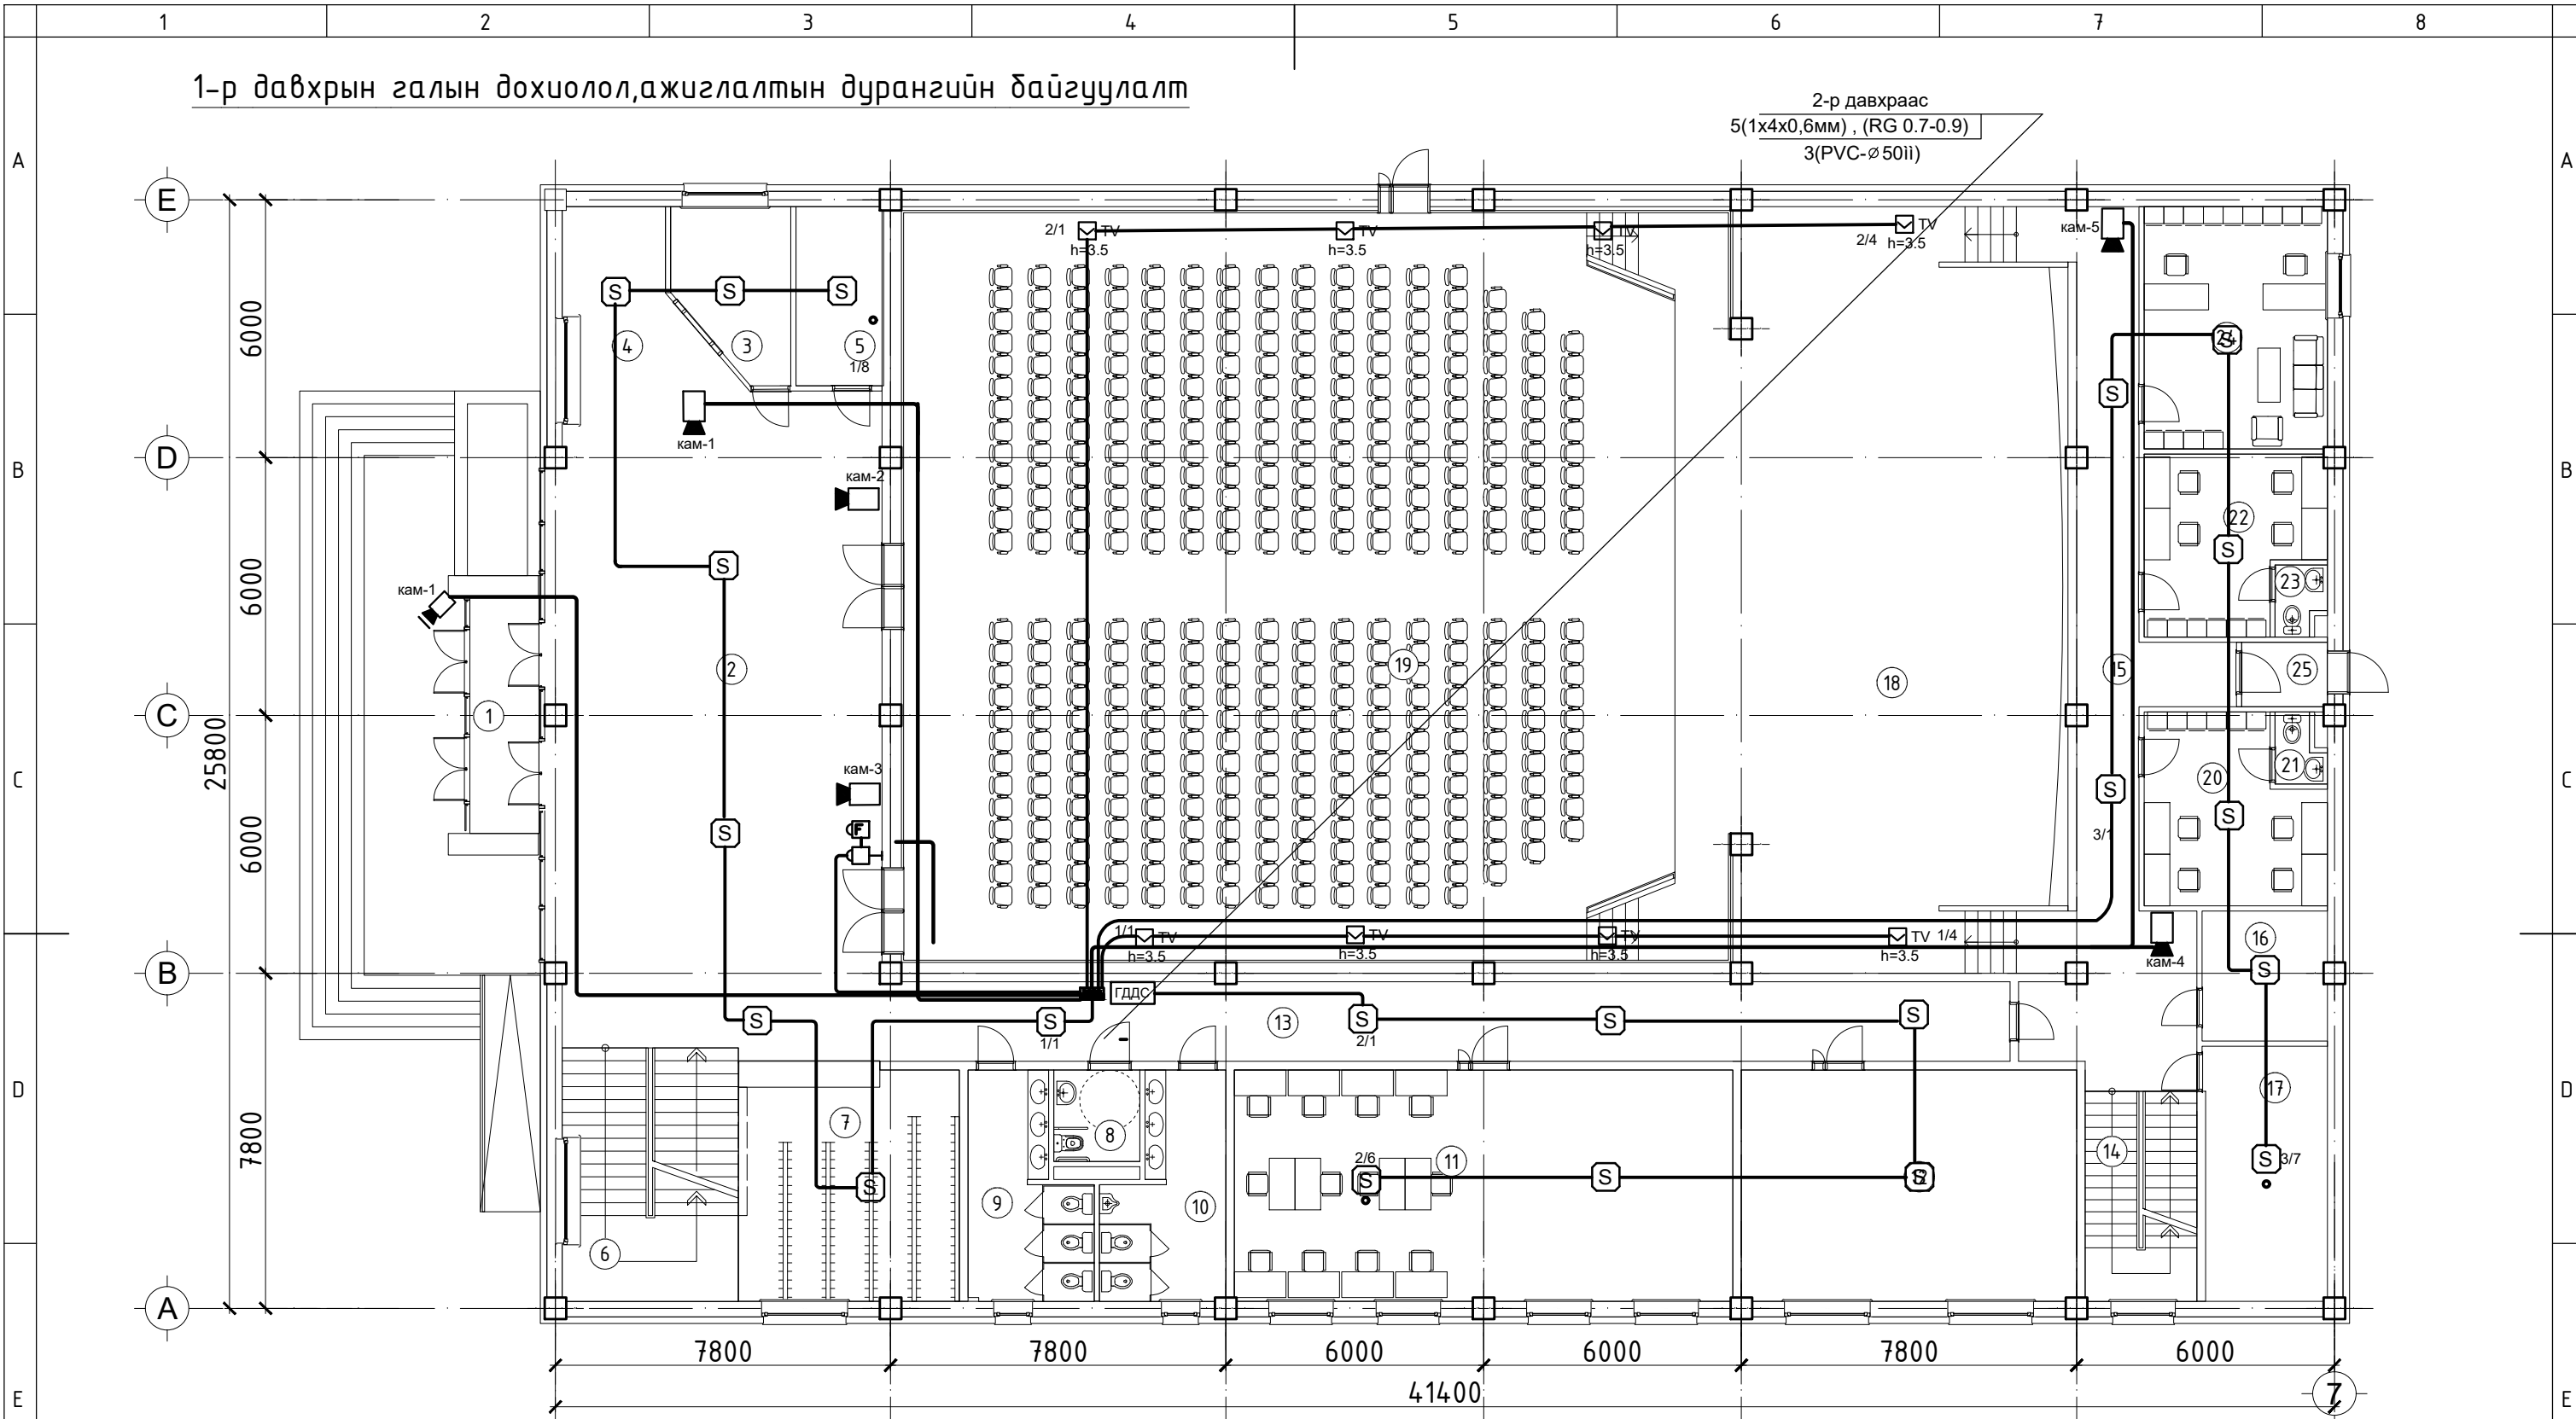 1 2 3 4 5 6 7 8
1-р давхрын галын дохиолол,ажиглалтын дурангийн байгуулалт
2-р давхраас
5(1x4x0,6мм) , (RG 0.7-0.9)
3(PVC-⌀50ìì)
A A
E
2/1 TV TV TV 2/4 TV кам-5
h=3.5 h=3.5 h=3.5 h=3.5
S S S
6000
4 3 5 24
1/8
S
кам-1
D
B B
кам-2
22
S
S
6000 кам-1 23
2 19 18 15 25
C 1
25800
кам-3 20 21
C C
S
S S
6000 F
3/1
1/1 TV TV TV TV 1/4 16
h=3.5 h=3.5 h=3.5 h=3.5 кам-4
B
S
ГДДС
S S 13 S S S
1/1 2/1
D D
7 17
7800 8 14
2/6 11 S 3/7
S S S 12
9 10
6
A
7800 7800 6000 6000 7800 6000
41400 7
E E